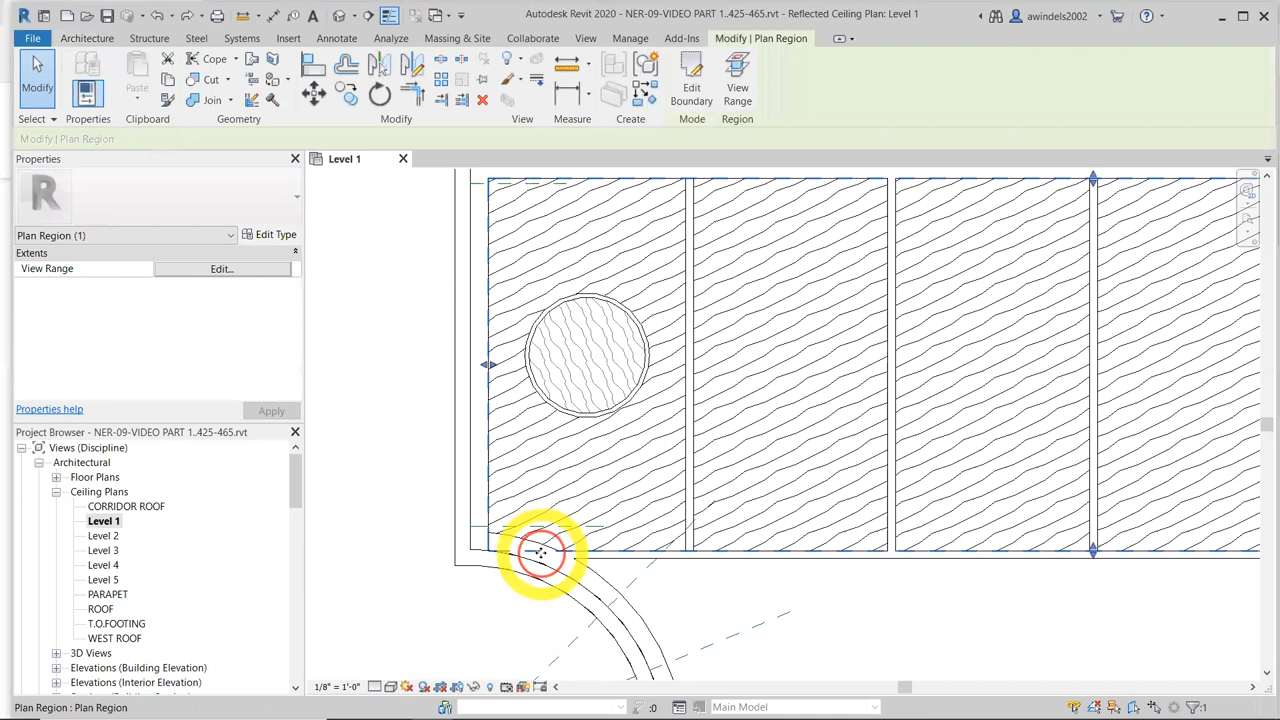 Autodesk Revit 2020 - NER-09-VIDEO PART 1..425-465.rvt - Reflected Ceiling Plan: Level 1
awindels2002
File
Architecture
Structure
Steel
Systems
Insert
Annotate
Analyze
Massing & Site
Collaborate
View
Manage
Add-Ins
Modify | Plan Region
Modify
Paste
Cope
Cut
Join
Edit Boundary
View Range
Select
Properties
Clipboard
Geometry
Modify
View
Measure
Create
Mode
Region
Modify | Plan Region
Properties
Level 1
R
Plan Region (1)
Edit Type
Extents
View Range
Edit...
Properties help
Apply
Project Browser - NER-09-VIDEO PART 1..425-465.rvt
Views (Discipline)
Architectural
Floor Plans
Ceiling Plans
CORRIDOR ROOF
Level 1
Level 2
Level 3
Level 4
Level 5
PARAPET
ROOF
T.O.FOOTING
WEST ROOF
3D Views
Elevations (Building Elevation)
Elevations (Interior Elevation)
1/8" = 1'-0"
Plan Region : Plan Region
:0
Main Model
:1